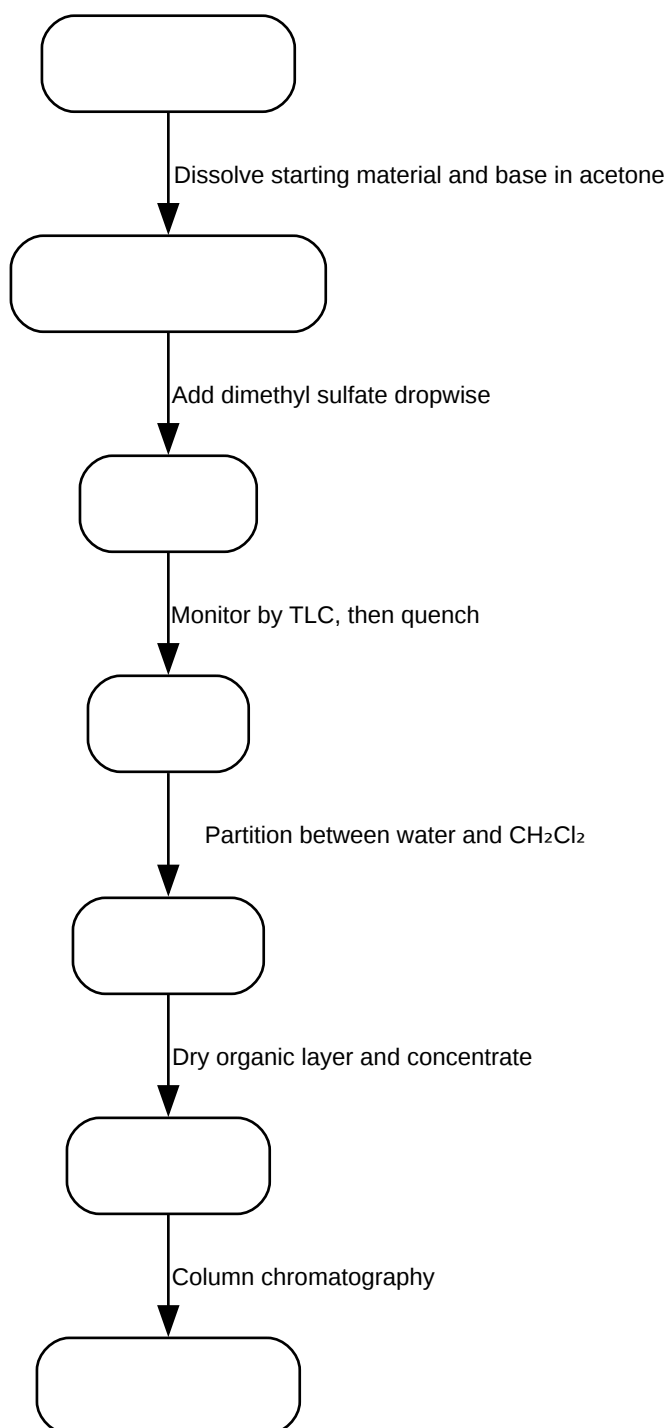 Dissolve starting material and base in acetone
Add dimethyl sulfate dropwise
Monitor by TLC, then quench
Partition between water and CH₂Cl₂
Dry organic layer and concentrate
Column chromatography